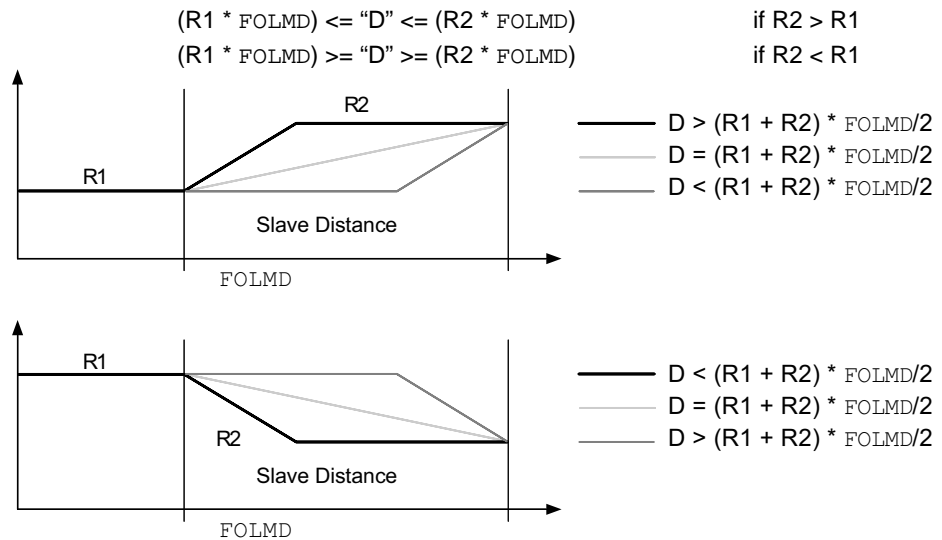 (R1 * FOLMD) <= “D” <= (R2 * FOLMD) if R2 > R1
(R1 * FOLMD) >= “D” >= (R2 * FOLMD) if R2 < R1
R2
R1
Slave Distance
FOLMD
D > (R1 + R2) * FOLMD/2
D = (R1 + R2) * FOLMD/2
D < (R1 + R2) * FOLMD/2
R1
R2
Slave Distance
FOLMD
D < (R1 + R2) * FOLMD/2
D = (R1 + R2) * FOLMD/2
D > (R1 + R2) * FOLMD/2